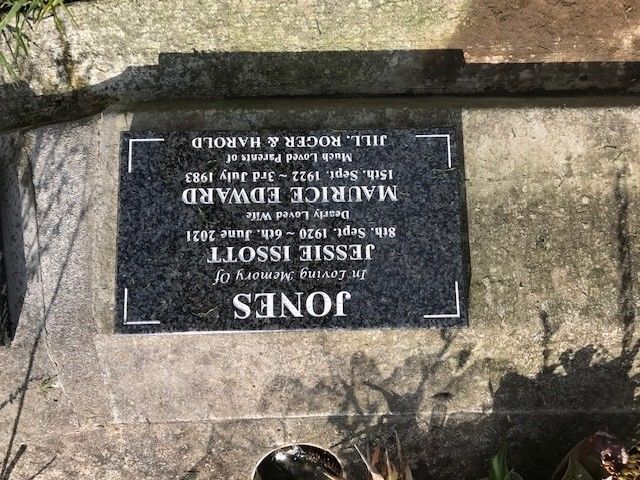 JONES
In Loving Memory Of
JESSIE ISSOTT
8th. Sept. 1920 ~ 6th. June 2021
Dearly Loved Wife
MAURICE EDWARD
15th. Sept. 1922 ~ 3rd July 1983
Much Loved Parents of
JILL, ROGER & HAROLD